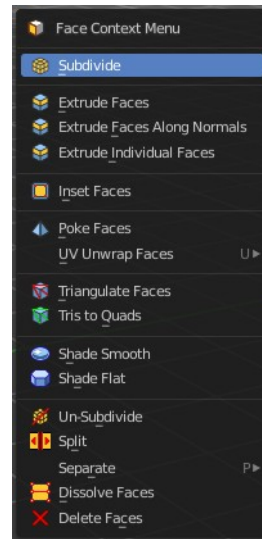 Face Context Menu
Subdivide
Extrude Faces
Extrude Faces Along Normals
Extrude Individual Faces
Inset Faces
Poke Faces
UV Unwrap Faces U
Triangulate Faces
Tris to Quads
Shade Smooth
Shade Flat
Un-Subdivide
Split
Separate P
Dissolve Faces
Delete Faces